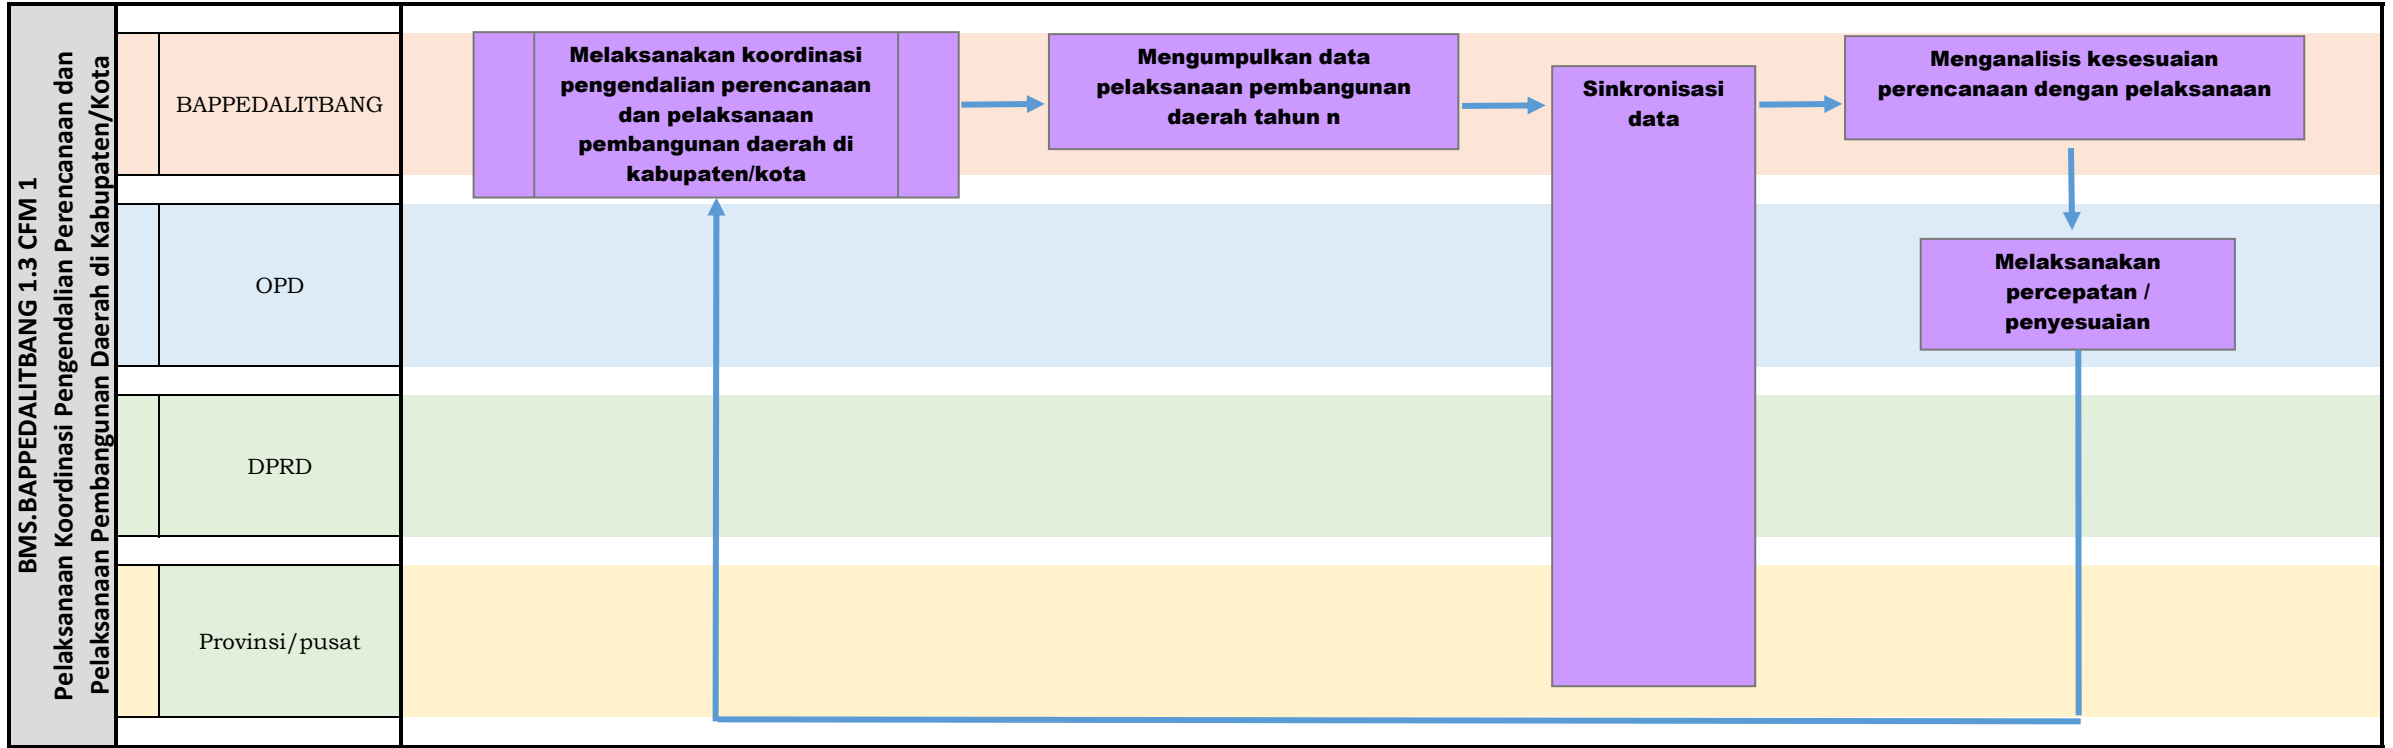 BMS.BAPPEDALITBANG 1.3 CFM 1
Pelaksanaan Koordinasi Pengendalian Perencanaan dan
Pelaksanaan Pembangunan Daerah di Kabupaten/Kota
BAPPEDALITBANG
Melaksanakan koordinasi
pengendalian perencanaan
dan pelaksanaan
pembangunan daerah di
kabupaten/kota
Mengumpulkan data
pelaksanaan pembangunan
daerah tahun n
Sinkronisasi
data
Menganalisis kesesuaian
perencanaan dengan pelaksanaan
OPD
Melaksanakan
percepatan /
penyesuaian
DPRD
Provinsi/pusat